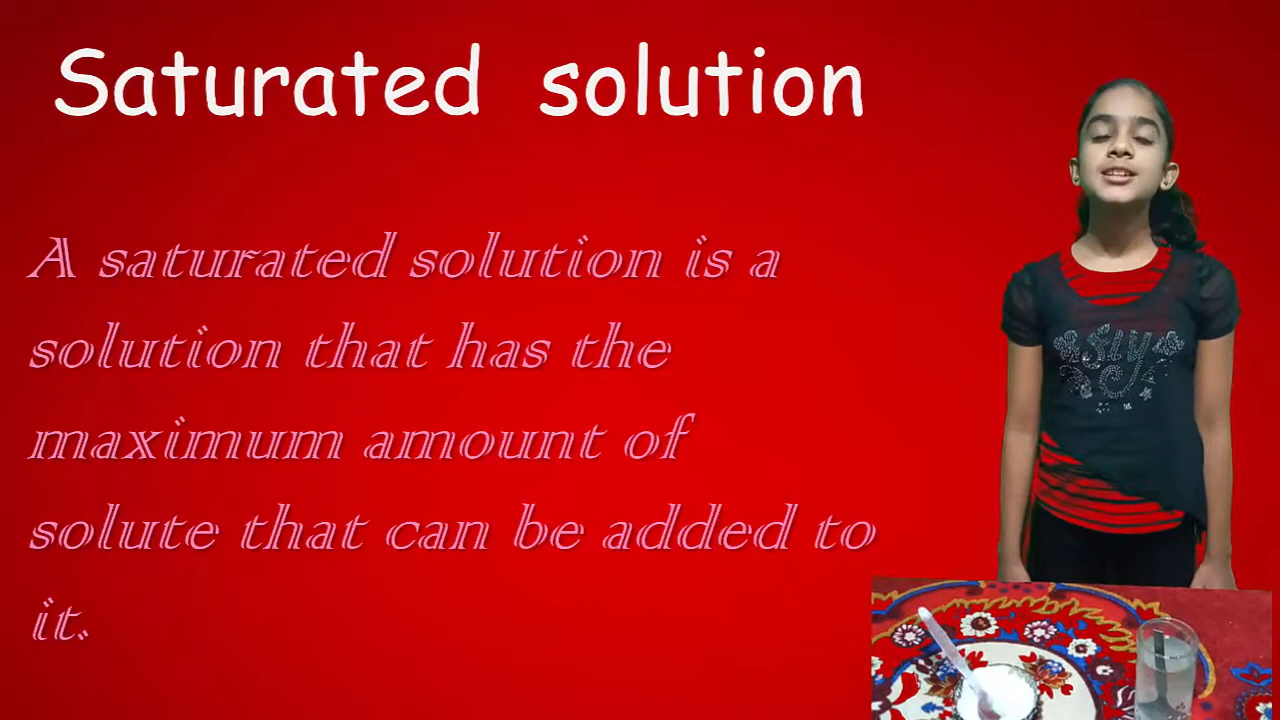 Saturated solution
A saturated solution is a
solution that has the
maximum amount of
solute that can be added to
it.